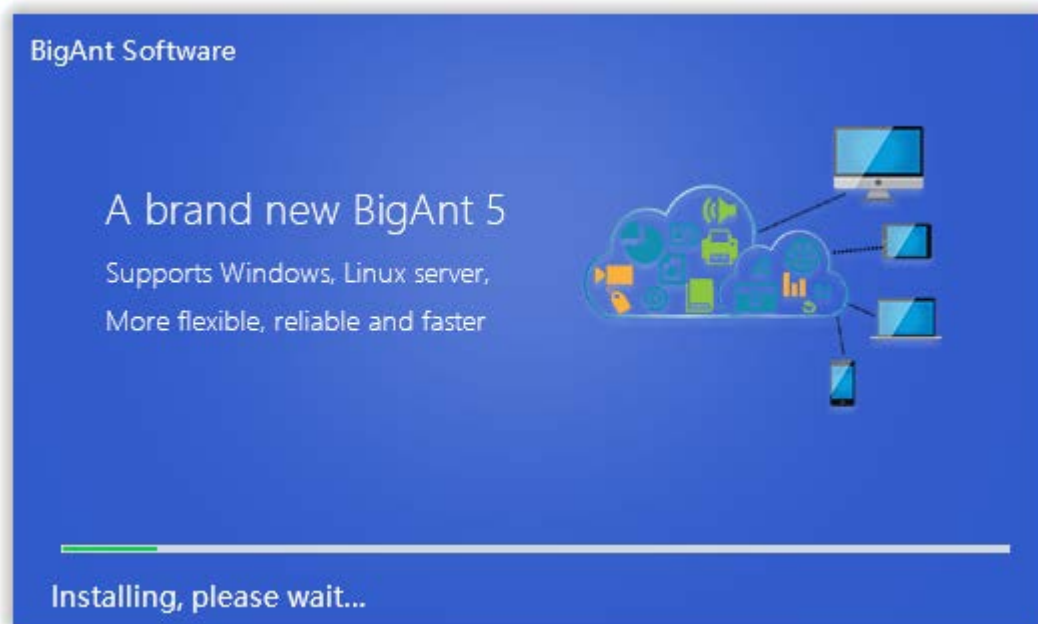 BigAnt Software
A brand new BigAnt 5
Supports Windows, Linux server,
More flexible, reliable and faster
Installing, please wait...